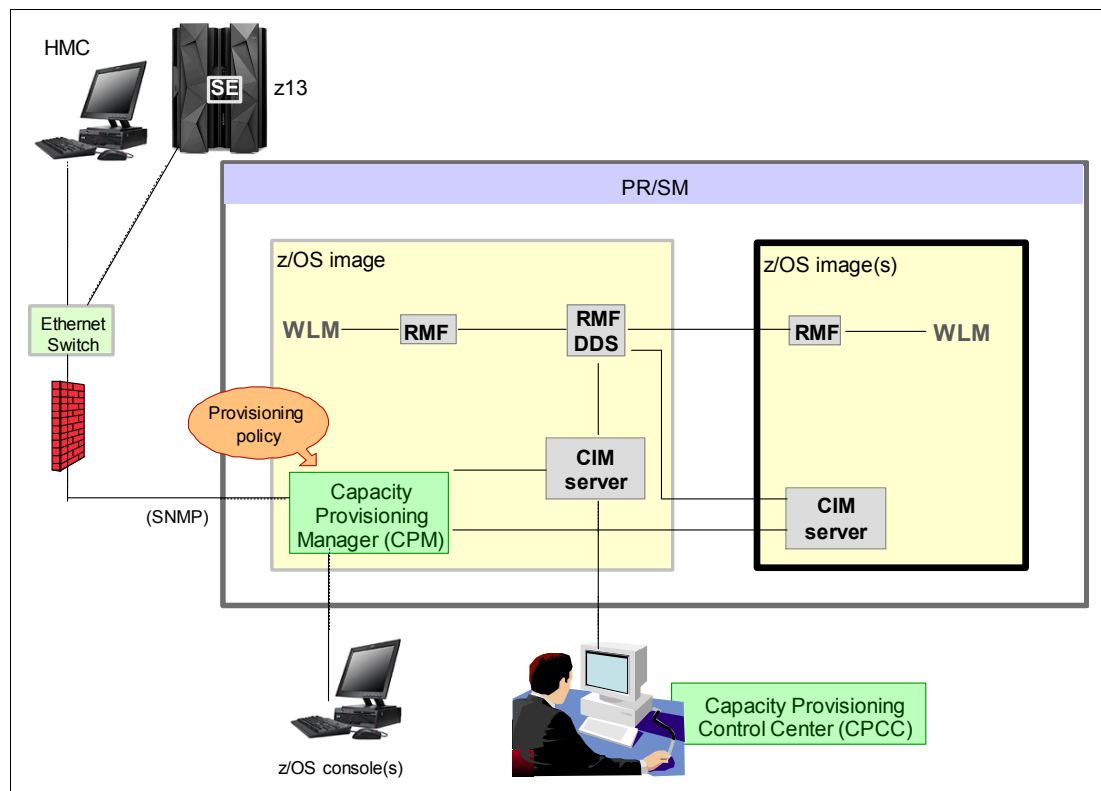 HMC
SE
z13
PR/SM
z/OS image
z/OS image(s)
WLM
RMF
RMF
DDS
RMF
WLM
Ethernet
Switch
Provisioning
policy
CIM
server
Capacity
Provisioning
Manager (CPM)
(SNMP)
CIM
server
Capacity Provisioning
Control Center (CPCC)
z/OS console(s)